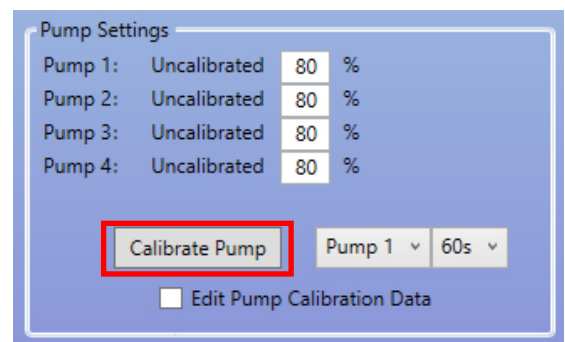 Pump Settings
Pump 1: Uncalibrated 80 %
Pump 2: Uncalibrated 80 %
Pump 3: Uncalibrated 80 %
Pump 4: Uncalibrated 80 %
Calibrate Pump Pump 1 60s
Edit Pump Calibration Data